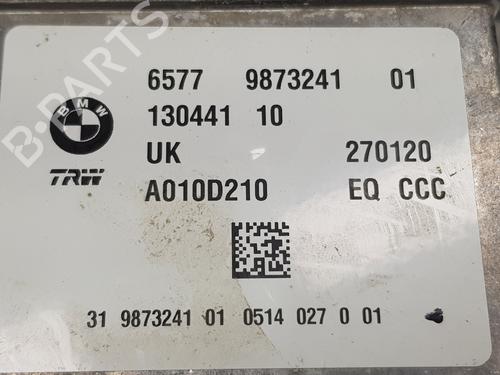 B-PARTS
BMW
6577 9873241 01
130441 10
UK 270120
TRW
A010D210 EQ CCC
31 9873241 01 0514 027 0 01